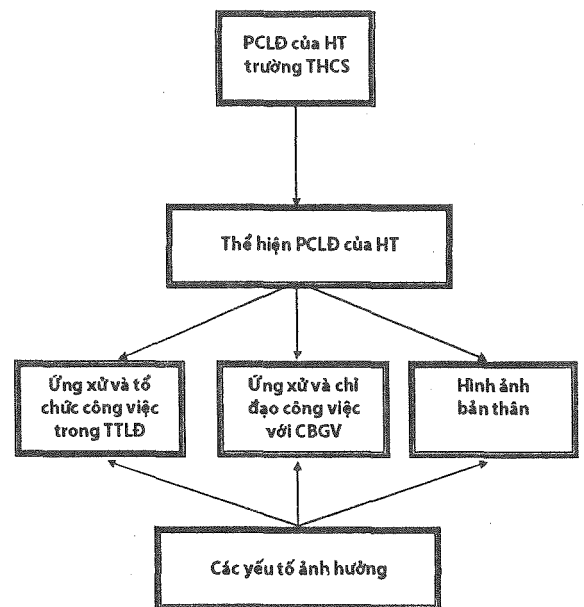 PCLĐ của HT
trường THCS
Thể hiện PCLĐ của HT
Ứng xử và tổ
chức công việc
trong TTLĐ
Ứng xử và chỉ
đạo công việc
với CBGV
Hình ảnh
bản thân
Các yếu tố ảnh hưởng